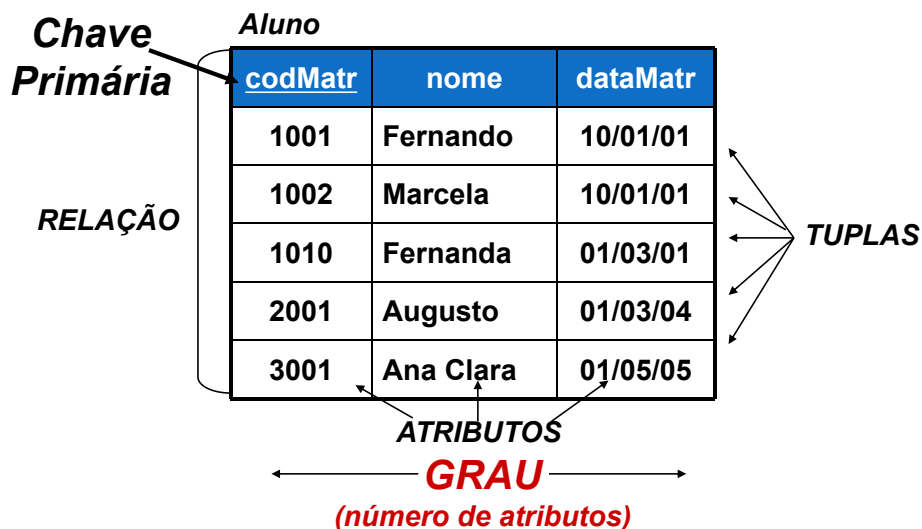 Chave
Primária
Aluno
codMatr nome dataMatr
1001 Fernando 10/01/01
1002 Marcela 10/01/01
1010 Fernanda 01/03/01
2001 Augusto 01/03/04
3001 Ana Clara 01/05/05
RELAÇÃO
TUPLAS
ATRIBUTOS
GRAU
(número de atributos)